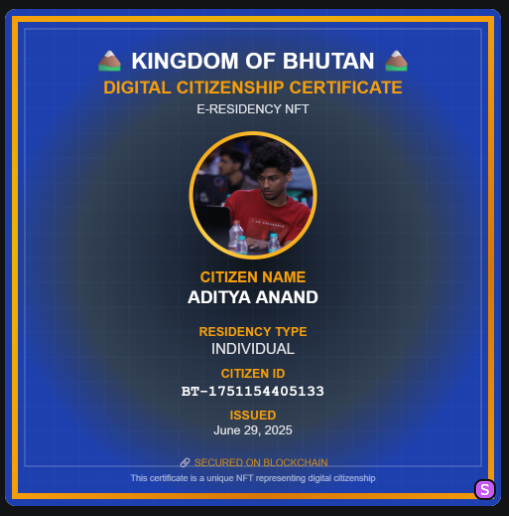 KINGDOM OF BHUTAN
DIGITAL CITIZENSHIP CERTIFICATE
E-RESIDENCY NFT
CITIZEN NAME
ADITYA ANAND
RESIDENCY TYPE
INDIVIDUAL
CITIZEN ID
BT-1751154405133
ISSUED
June 29, 2025
SECURED ON BLOCKCHAIN
This certificate is a unique NFT representing digital citizenship
S